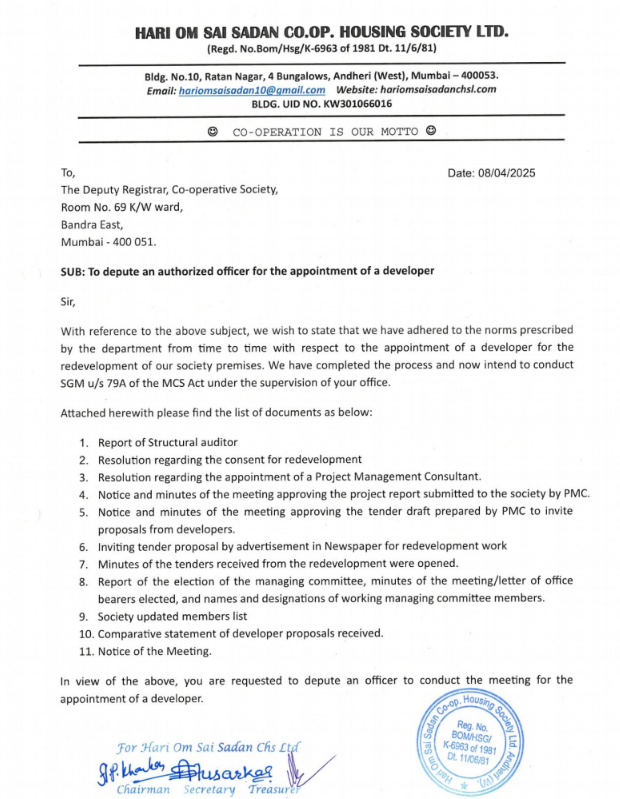 HARI OM SAI SADAN CO.OP. HOUSING SOCIETY LTD.
(Regd. No.Bom/Hsg/K-6963 of 1981 Dt. 11/6/81)
Bldg. No.10, Ratan Nagar, 4 Bungalows, Andheri (West), Mumbai – 400053.
Email: hariomsaisadan10@gmail.com Website: hariomsaisadanchsl.com
BLDG. UID NO. KW301066016
☺ CO-OPERATION IS OUR MOTTO ☺
To,
Date: 08/04/2025
The Deputy Registrar, Co-operative Society,
Room No. 69 K/W ward,
Bandra East,
Mumbai - 400 051.
SUB: To depute an authorized officer for the appointment of a developer
Sir,
With reference to the above subject, we wish to state that we have adhered to the norms prescribed
by the department from time to time with respect to the appointment of a developer for the
redevelopment of our society premises. We have completed the process and now intend to conduct
SGM u/s 79A of the MCS Act under the supervision of your office.
Attached herewith please find the list of documents as below:
1. Report of Structural auditor
2. Resolution regarding the consent for redevelopment
3. Resolution regarding the appointment of a Project Management Consultant.
4. Notice and minutes of the meeting approving the project report submitted to the society by PMC.
5. Notice and minutes of the meeting approving the tender draft prepared by PMC to invite
proposals from developers.
6. Inviting tender proposal by advertisement in Newspaper for redevelopment work
7. Minutes of the tenders received from the redevelopment were opened.
8. Report of the election of the managing committee, minutes of the meeting/letter of office
bearers elected, and names and designations of working managing committee members.
9. Society updated members list
10. Comparative statement of developer proposals received.
11. Notice of the Meeting.
In view of the above, you are requested to depute an officer to conduct the meeting for the
appointment of a developer.
For Hari Om Sai Sadan Chs Ltd
Chairman Secretary Treasurer
Hari Om Sai Sadan Co-op. Housing Society Ltd. Andheri (W)
Reg. No.
BOM/HSG/
K-6963 of 1981
Dt. 11/06/81